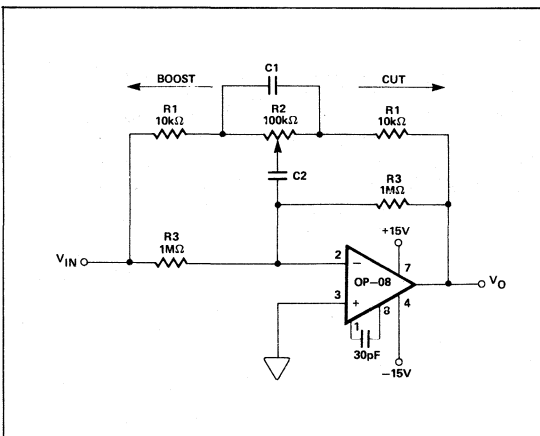 C1
BOOST
CUT
R1
10kΩ
R2
100kΩ
R1
10kΩ
C2
R3
1MΩ
+15V
R3
1MΩ
VIN
2
−
7
OP–08
VO
3
+
8
4
1
30pF
−15V